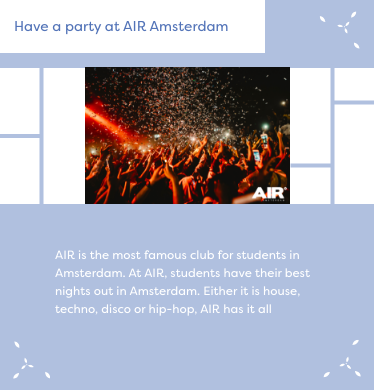 Have a party at AIR Amsterdam
AIR
AIR is the most famous club for students in
Amsterdam. At AIR, students have their best
nights out in Amsterdam. Either it is house,
techno, disco or hip-hop, AIR has it all